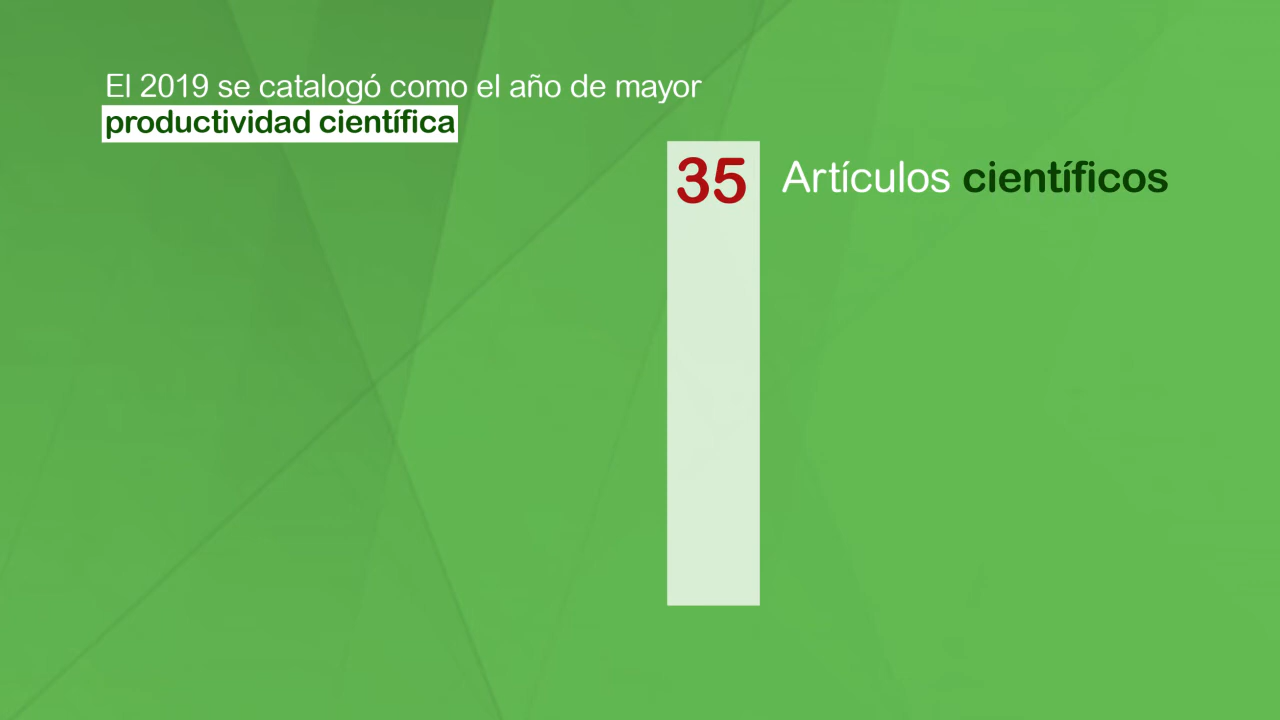 El 2019 se catalogó como el año de mayor
productividad científica
35 Artículos científicos